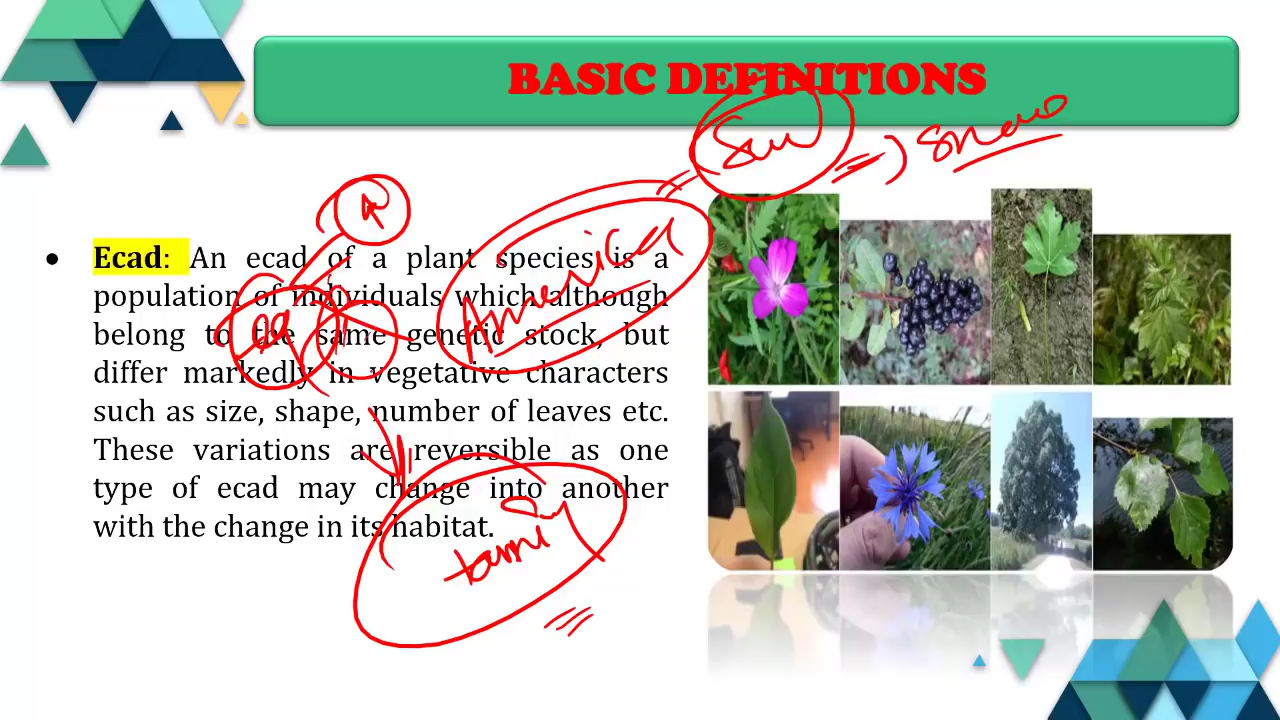 BASIC DEFINITIONS
Snow
• Ecad: An ecad of a plant species is a
population of individuals which although
belong to the same genetic stock, but
differ markedly in vegetative characters
such as size, shape, number of leaves etc.
These variations are reversible as one
type of ecad may change into another
with the change in its habitat.
America